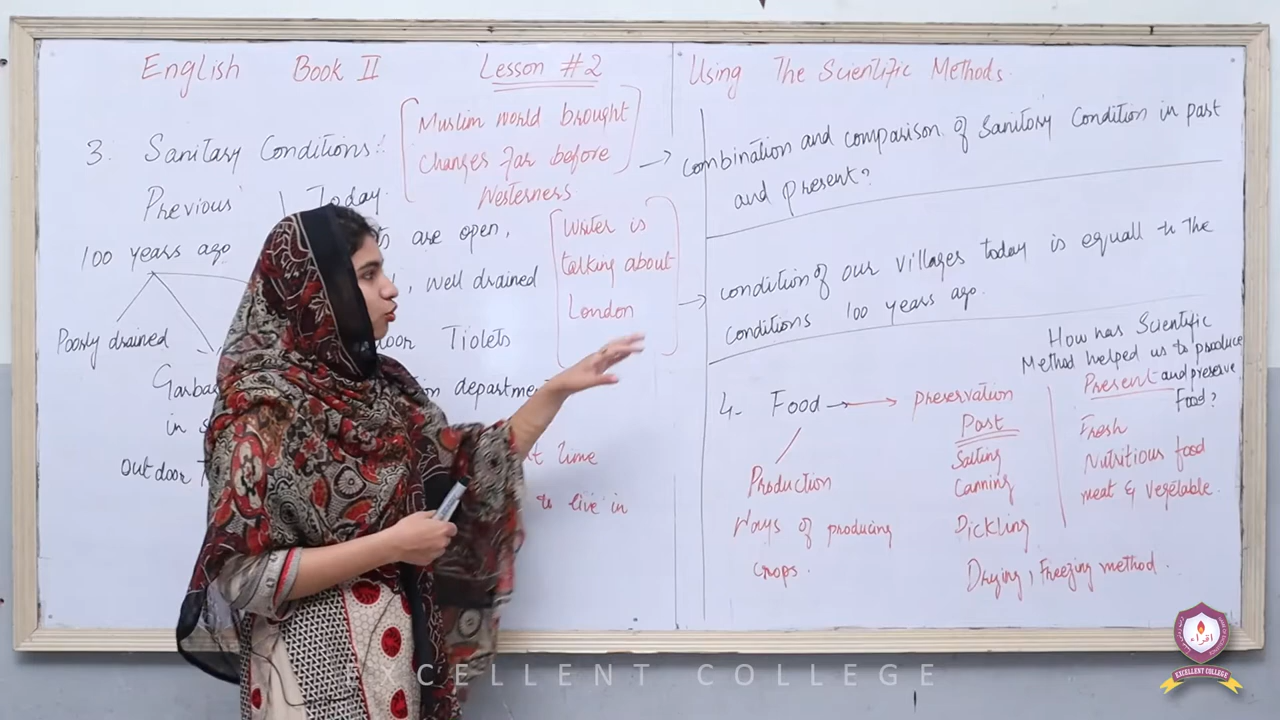 English Book II Lesson #2 Using The Scientific Methods.
3. Sanitary Conditions:
[Muslim world brought
changes far before
Westerness.]
Previous Today.
100 years ago
are open,
, well drained
Poorly drained
Tiolets
Garba
department
in s
outdoor T
time
to live in
[Writer is
talking about
London]
combination and comparison of Sanitory Condition in past
and present?
condition of our villages today is equall to The
Conditions 100 years ago.
4- Food → preservation
Production
Ways of producing
Crops.
Past
Salting
Canning
Pickling
Drying, Freezing method.
How has Scientific
Method helped us to produce
and preserve
Food?
Present
Fresh
Nutritious food
meat & vegetable.
EXCELLENT COLLEGE
اقراء
EXCELLENT COLLEGE